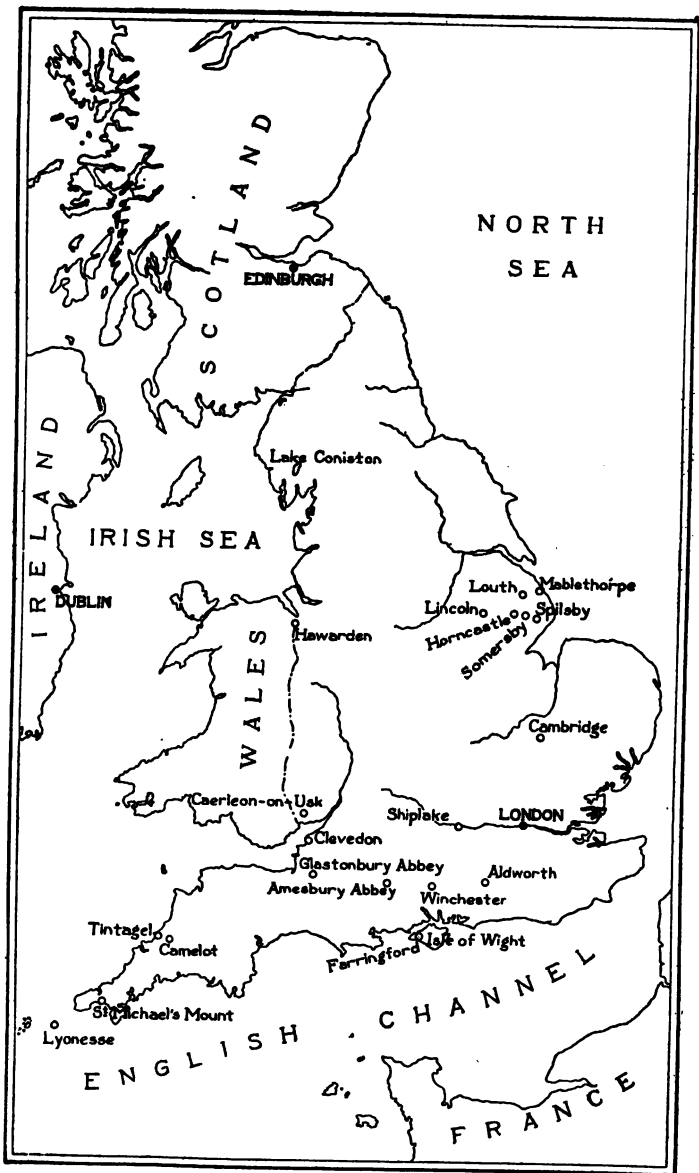 SCOTLAND
NORTH
SEA
EDINBURGH
IRELAND
Lake Coniston
IRISH SEA
DUBLIN
Louth
Mablethorpe
Lincoln
Horncastle
Spilsby
Somersby
Hawarden
WALES
Cambridge
Caerleon-on-Usk
Shiplake
LONDON
Clevedon
Glastonbury Abbey
Aldworth
Amesbury Abbey
Winchester
Tintagel
Camelot
Farringford
Isle of Wight
St. Michael's Mount
Lyonesse
ENGLISH CHANNEL
FRANCE